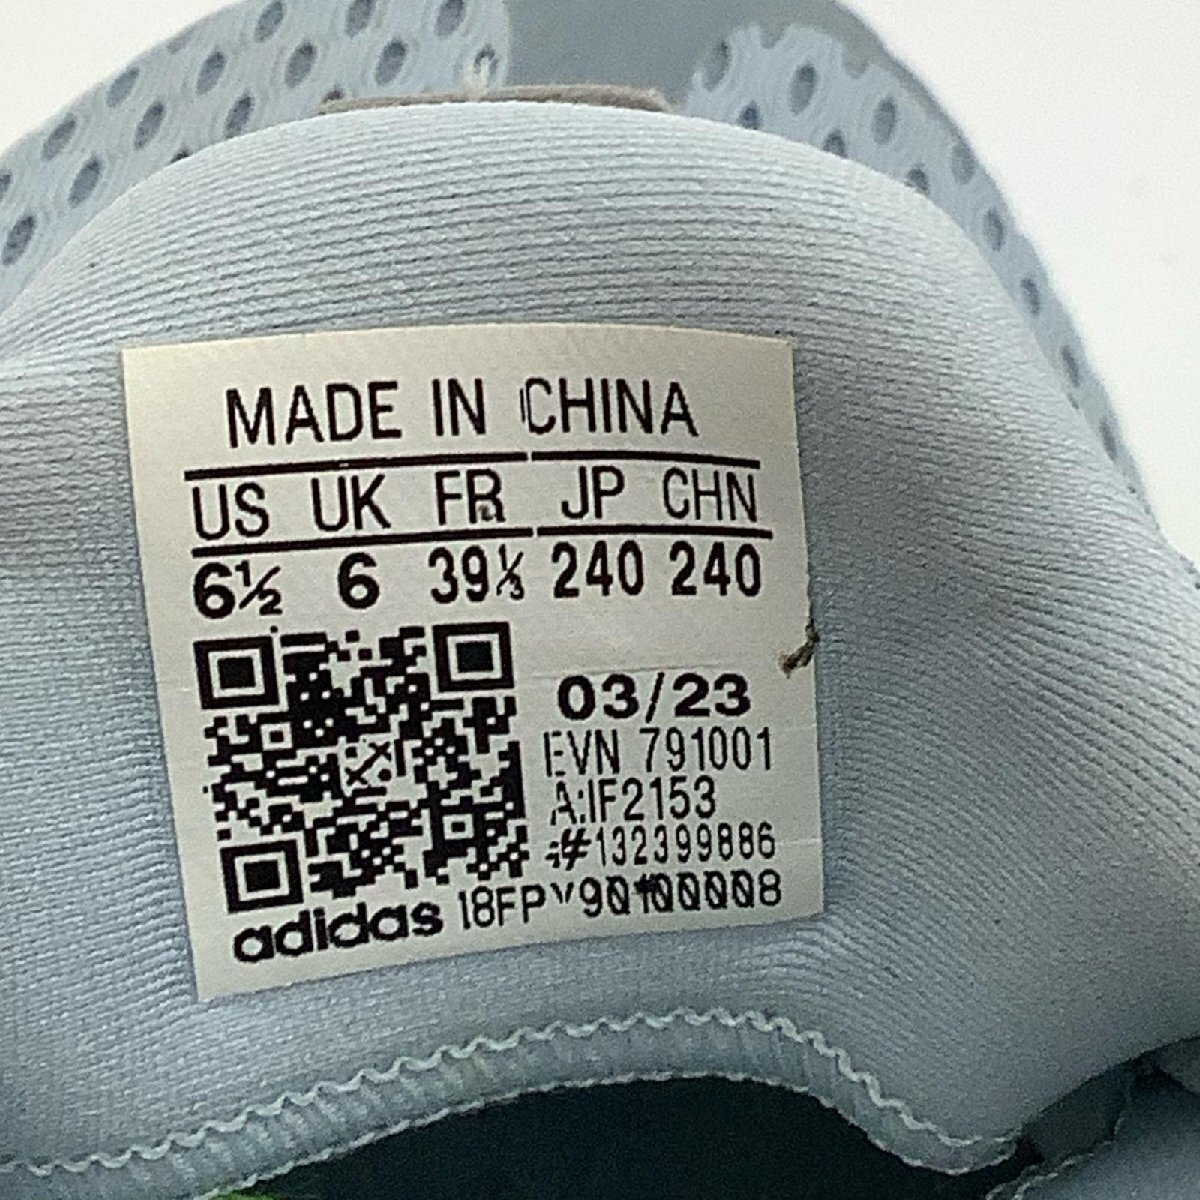 MADE IN CHINA
US UK FR JP CHN
6½ 6 39⅓ 240 240
03/23
EVN 791001
A:IF2153
#132399886
adidas